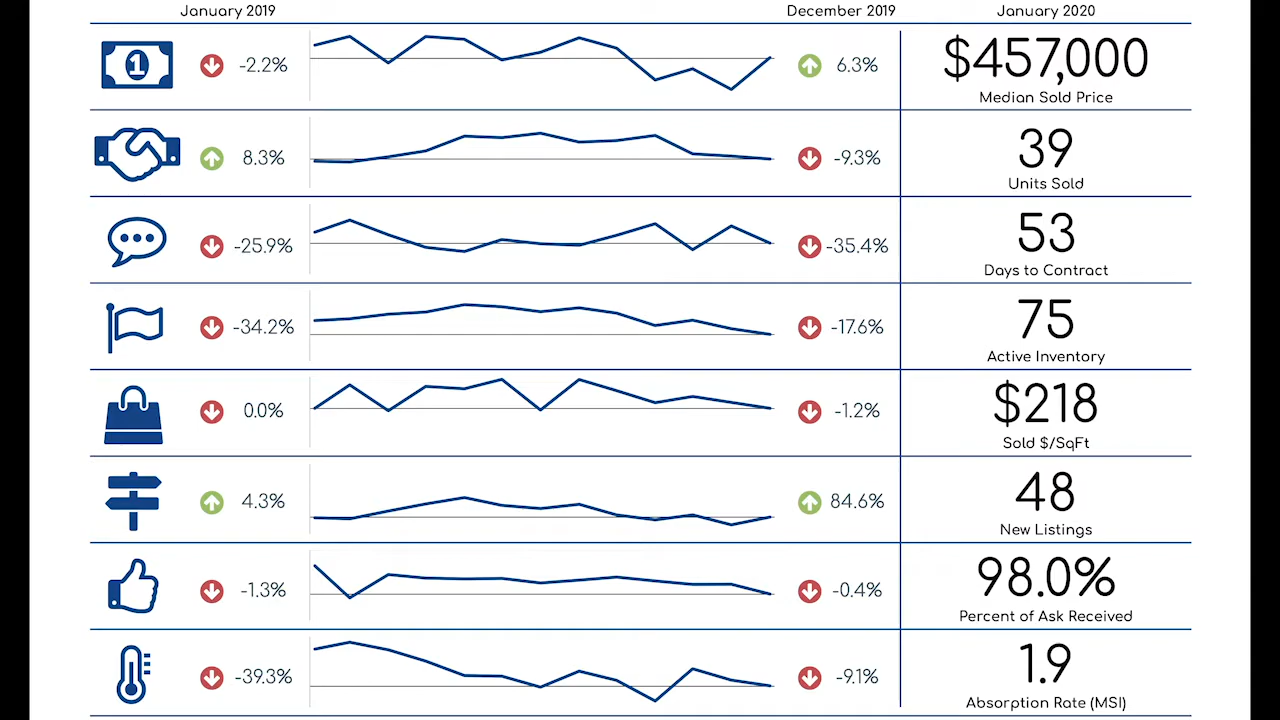 January 2019 December 2019 January 2020
1 -2.2% 6.3% $457,000
Median Sold Price
8.3% -9.3% 39
Units Sold
-25.9% -35.4% 53
Days to Contract
-34.2% -17.6% 75
Active Inventory
0.0% -1.2% $218
Sold $/SqFt
4.3% 84.6% 48
New Listings
-1.3% -0.4% 98.0%
Percent of Ask Received
-39.3% -9.1% 1.9
Absorption Rate (MSI)